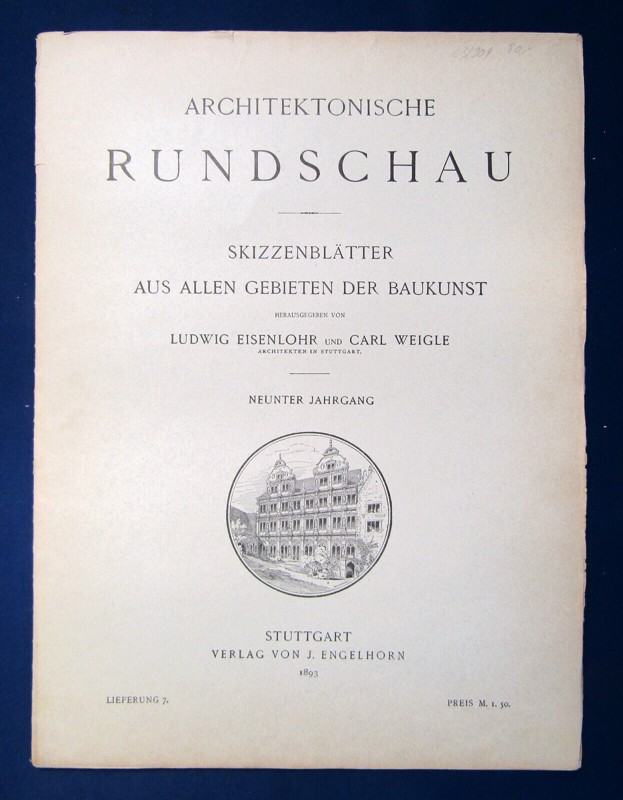 ARCHITEKTONISCHE
RUNDSCHAU
SKIZZENBLÄTTER
AUS ALLEN GEBIETEN DER BAUKUNST
HERAUSGEGEBEN VON
LUDWIG EISENLOHR UND CARL WEIGLE
ARCHITEKTEN IN STUTTGART.
NEUNTER JAHRGANG
STUTTGART
VERLAG VON J. ENGELHORN
1893
LIEFERUNG 7. PREIS M. 1. 50.